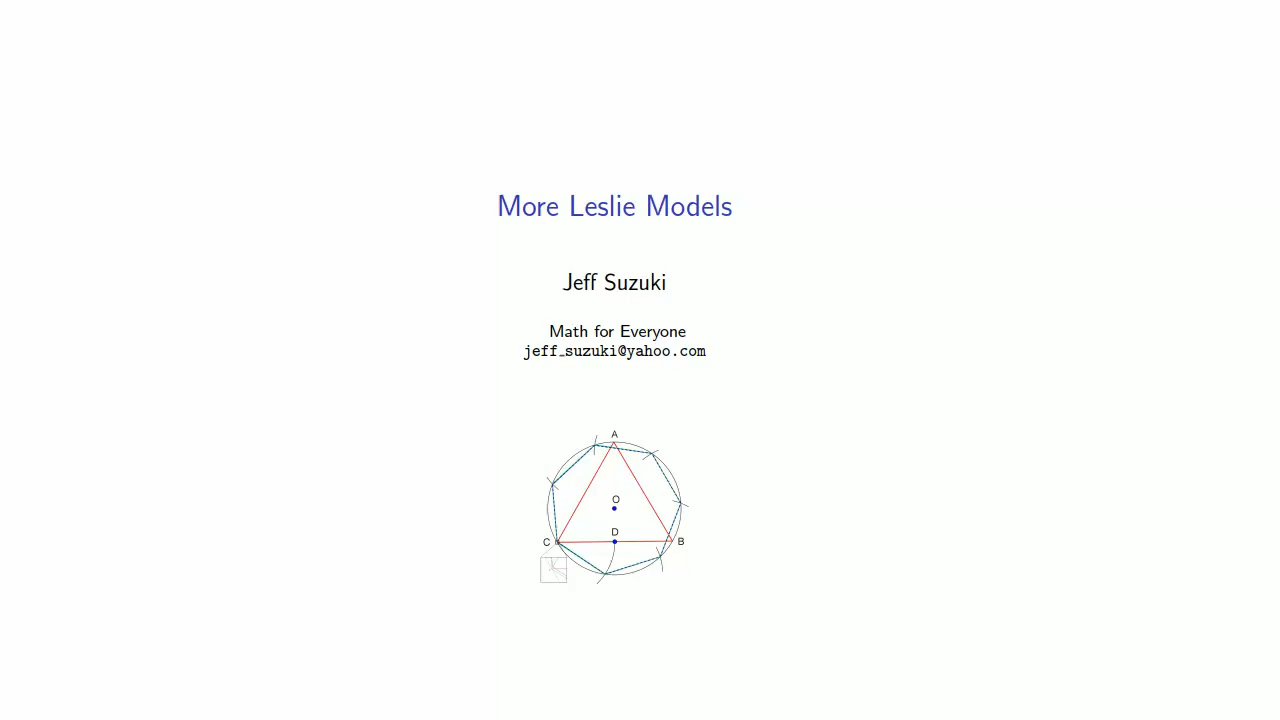 More Leslie Models
Jeff Suzuki
Math for Everyone
jeff_suzuki@yahoo.com
A
O
D
C
B